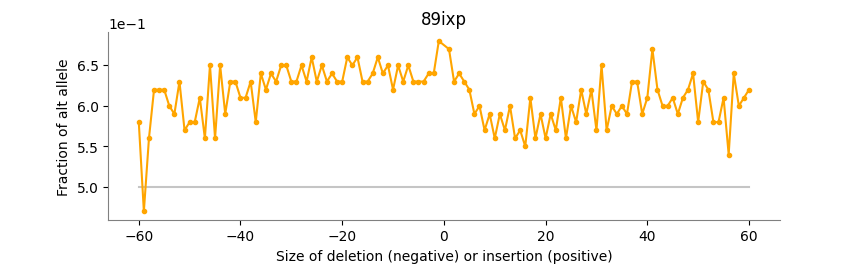 89ixp
1e−1
6.5
6.0
5.5
5.0
Fraction of alt allele
−60 −40 −20 0 20 40 60
Size of deletion (negative) or insertion (positive)